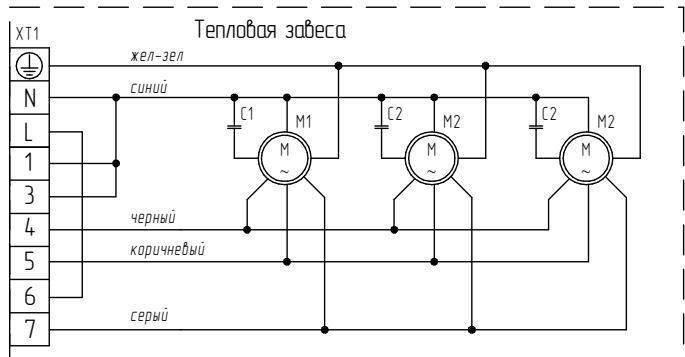 XT1
Тепловая завеса
жел-зел
N
синий
L
C1
M1
C2
M2
C2
M2
1
M
~
M
~
M
~
3
4
черный
5
коричневый
6
7
серый